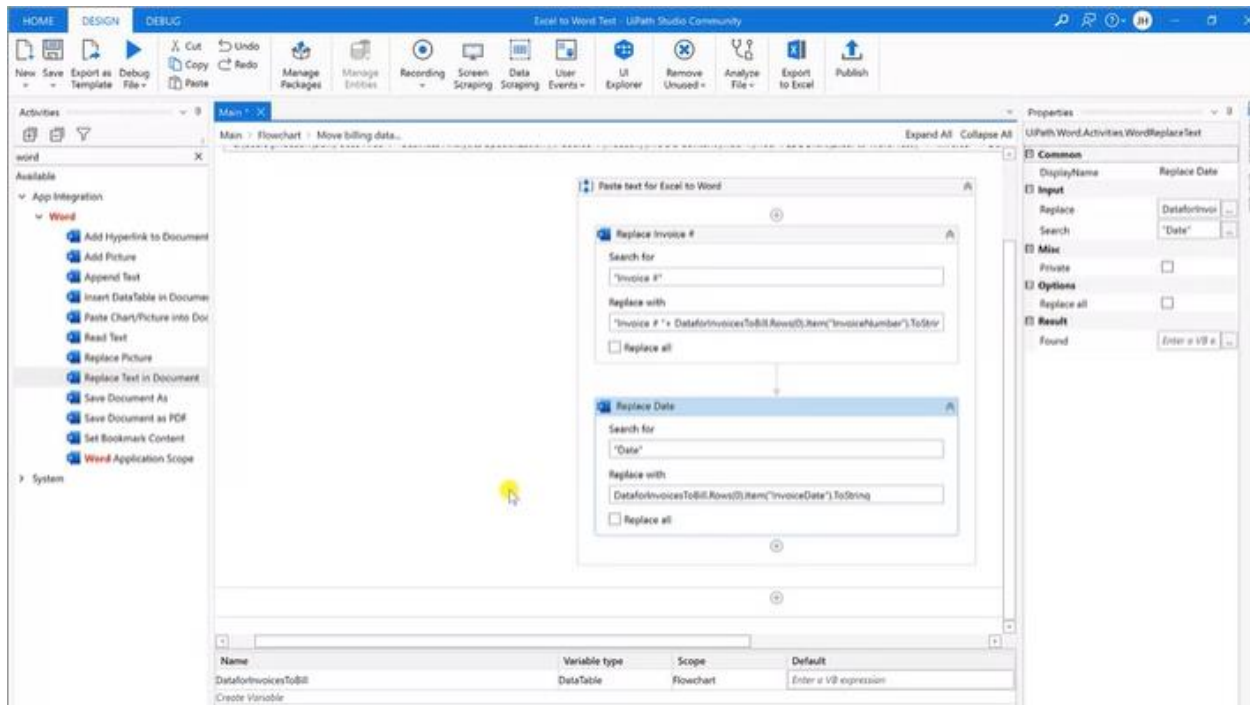 HOME DESIGN DEBUG Excel to Word Test - UiPath Studio Community JH
New Save Export as Template Debug File Cut Copy Paste Undo Redo Manage Packages Manage Entities Recording Screen Scraping Data Scraping User Events UI Explorer Remove Unused Analyze File Export to Excel Publish
Activities
word
Available
App Integration
Word
Add Hyperlink to Document
Add Picture
Append Text
Insert DataTable in Documen
Paste Chart/Picture into Doc
Read Text
Replace Picture
Replace Text in Document
Save Document As
Save Document as PDF
Set Bookmark Content
Word Application Scope
System
Main *
Main > Flowchart > Move billing data... Expand All Collapse All
Paste text for Excel to Word
Replace Invoice #
Search for
"Invoice #"
Replace with
"Invoice # "+ DataforInvoicesToBill.Rows(0).Item("InvoiceNumber").ToStrin
Replace all
Replace Date
Search for
"Date"
Replace with
DataforInvoicesToBill.Rows(0).Item("InvoiceDate").ToString
Replace all
Name Variable type Scope Default
DataforInvoicesToBill DataTable Flowchart Enter a VB expression
Create Variable
Properties
UiPath.Word.Activities.WordReplaceText
Common
DisplayName Replace Date
Input
Replace DataforInvoi ...
Search "Date" ...
Misc
Private
Options
Replace all
Result
Found Enter a VB e ...